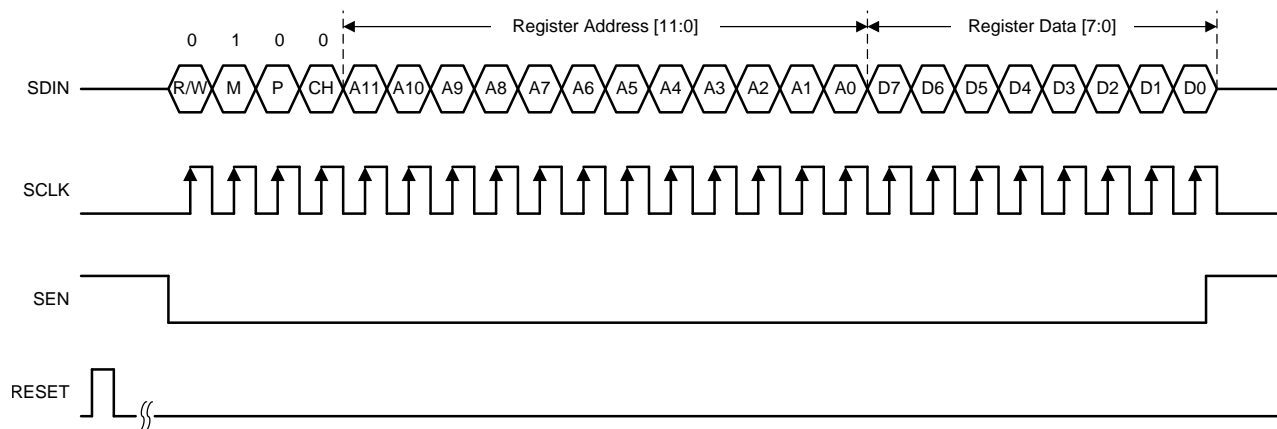 Register Address [11:0] Register Data [7:0]
0 1 0 0
SDIN R/W M P CH A11 A10 A9 A8 A7 A6 A5 A4 A3 A2 A1 A0 D7 D6 D5 D4 D3 D2 D1 D0
SCLK
SEN
RESET